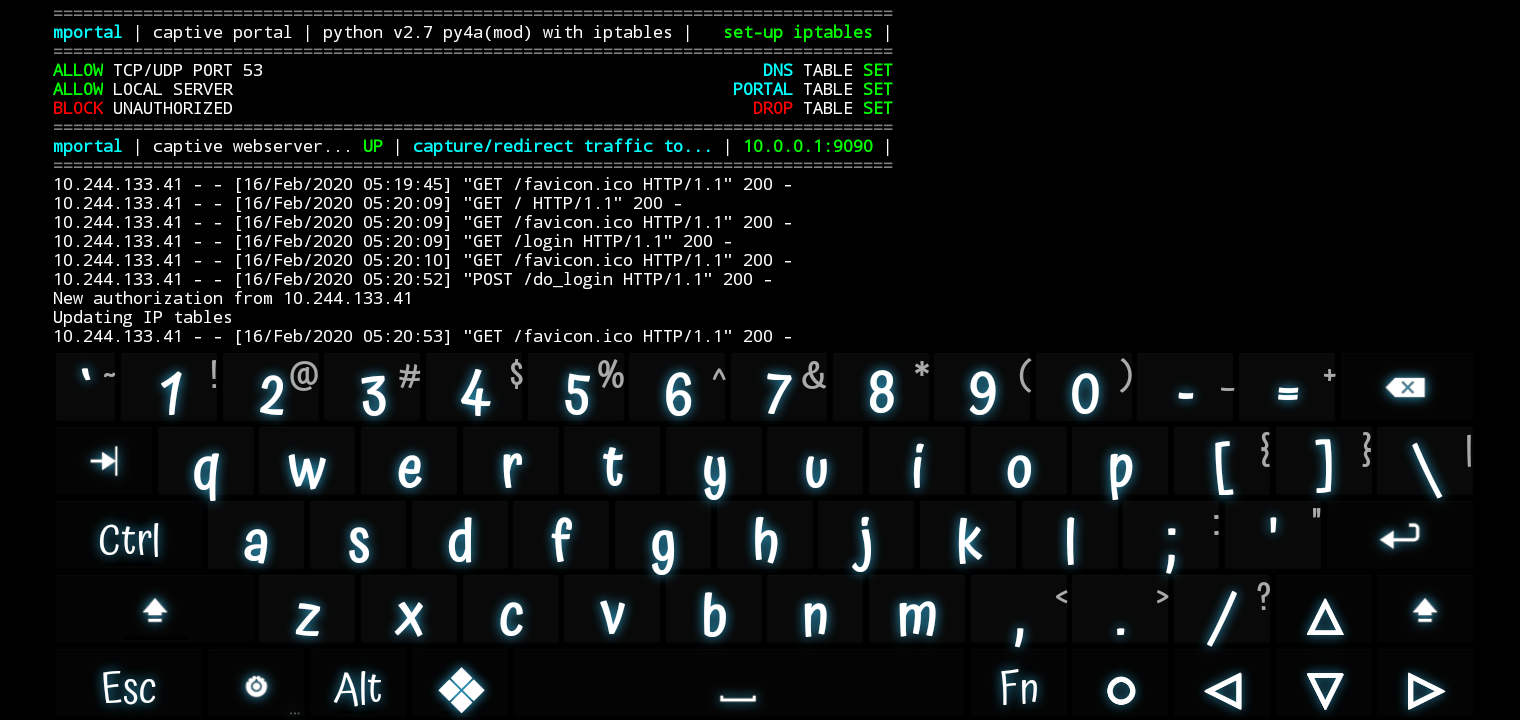 ====================================================================================
mportal | captive portal | python v2.7 py4a(mod) with iptables | set-up iptables |
====================================================================================
ALLOW TCP/UDP PORT 53 DNS TABLE SET
ALLOW LOCAL SERVER PORTAL TABLE SET
BLOCK UNAUTHORIZED DROP TABLE SET
====================================================================================
mportal | captive webserver... UP | capture/redirect traffic to... | 10.0.0.1:9090 |
====================================================================================
10.244.133.41 - - [16/Feb/2020 05:19:45] "GET /favicon.ico HTTP/1.1" 200 -
10.244.133.41 - - [16/Feb/2020 05:20:09] "GET / HTTP/1.1" 200 -
10.244.133.41 - - [16/Feb/2020 05:20:09] "GET /favicon.ico HTTP/1.1" 200 -
10.244.133.41 - - [16/Feb/2020 05:20:09] "GET /login HTTP/1.1" 200 -
10.244.133.41 - - [16/Feb/2020 05:20:10] "GET /favicon.ico HTTP/1.1" 200 -
10.244.133.41 - - [16/Feb/2020 05:20:52] "POST /do_login HTTP/1.1" 200 -
New authorization from 10.244.133.41
Updating IP tables
10.244.133.41 - - [16/Feb/2020 05:20:53] "GET /favicon.ico HTTP/1.1" 200 -
` ~ 1 ! 2 @ 3 # 4 $ 5 % 6 ^ 7 & 8 * 9 ( 0 ) - _ = +
q w e r t y u i o p [ { ] } \ |
Ctrl a s d f g h j k l ; : ' "
z x c v b n m , < . > / ?
Esc ... Alt Fn